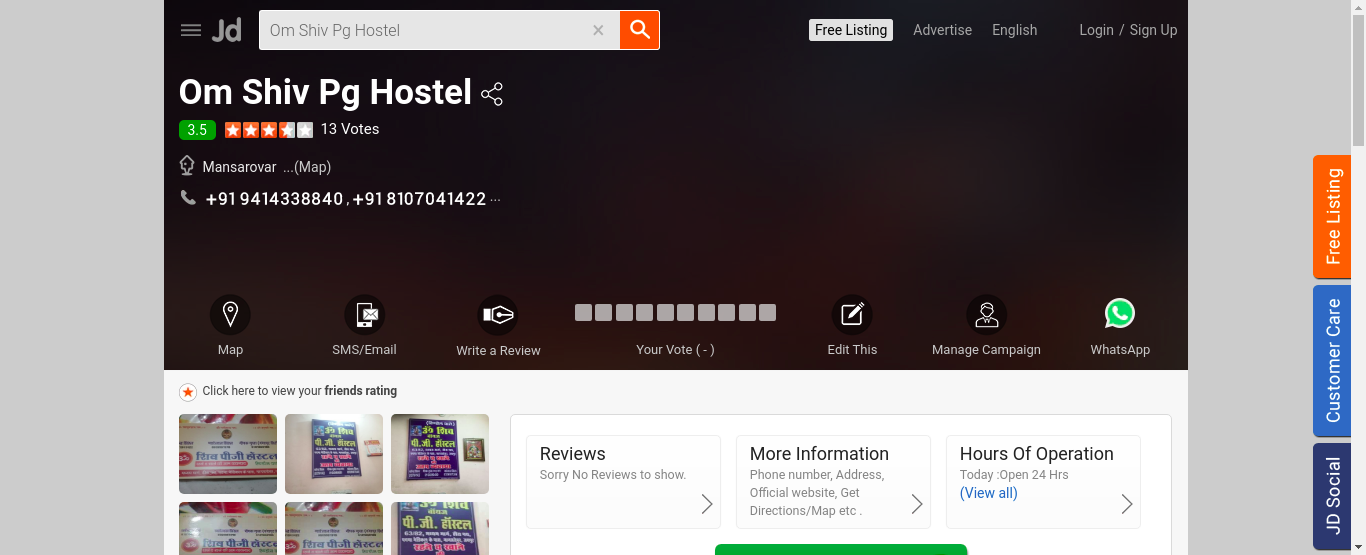 Jd
Om Shiv Pg Hostel
Free Listing
Advertise
English
Login / Sign Up
Om Shiv Pg Hostel
3.5
13 Votes
Mansarovar ...(Map)
+91 9414338840 , +91 8107041422 ...
Map
SMS/Email
Write a Review
Your Vote ( - )
Edit This
Manage Campaign
WhatsApp
Click here to view your friends rating
शिव पीजी होस्टल
ॐ शिव
पी.जी. हॉस्टल
ॐ शिव
पी.जी. हॉस्टल
पी.जी. हॉस्टल
63/82,
Reviews
Sorry No Reviews to show.
More Information
Phone number, Address,
Official website, Get
Directions/Map etc .
Hours Of Operation
Today :Open 24 Hrs
(View all)
Free Listing
Customer Care
JD Social